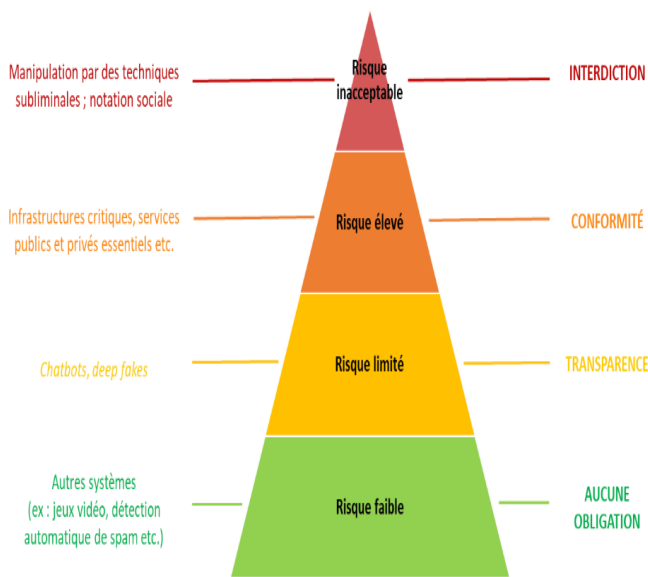 Manipulation par des techniques
subliminales ; notation sociale
Risque
inacceptable
INTERDICTION
Infrastructures critiques, services
publics et privés essentiels etc.
Risque élevé
CONFORMITÉ
Chatbots, deep fakes
Risque limité
TRANSPARENCE
Autres systèmes
(ex : jeux vidéo, détection
automatique de spam etc.)
Risque faible
AUCUNE
OBLIGATION